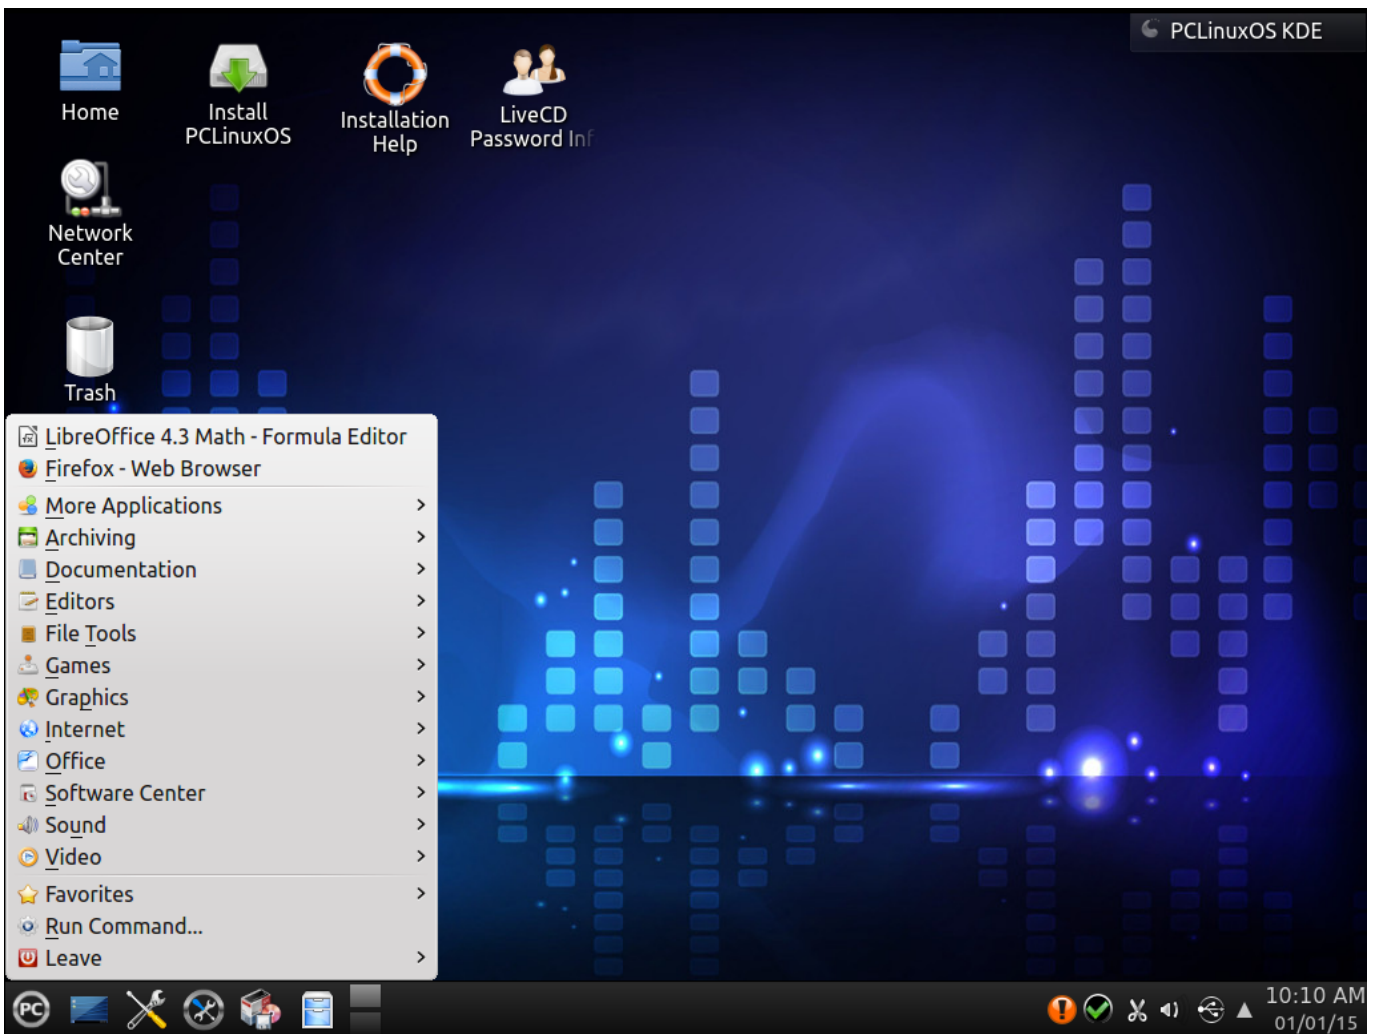 PCLinuxOS KDE
Home
Install
PCLinuxOS
Installation
Help
LiveCD
Password Inf
Network
Center
Trash
LibreOffice 4.3 Math - Formula Editor
Firefox - Web Browser
More Applications
Archiving
Documentation
Editors
File Tools
Games
Graphics
Internet
Office
Software Center
Sound
Video
Favorites
Run Command...
Leave
PC
10:10 AM
01/01/15